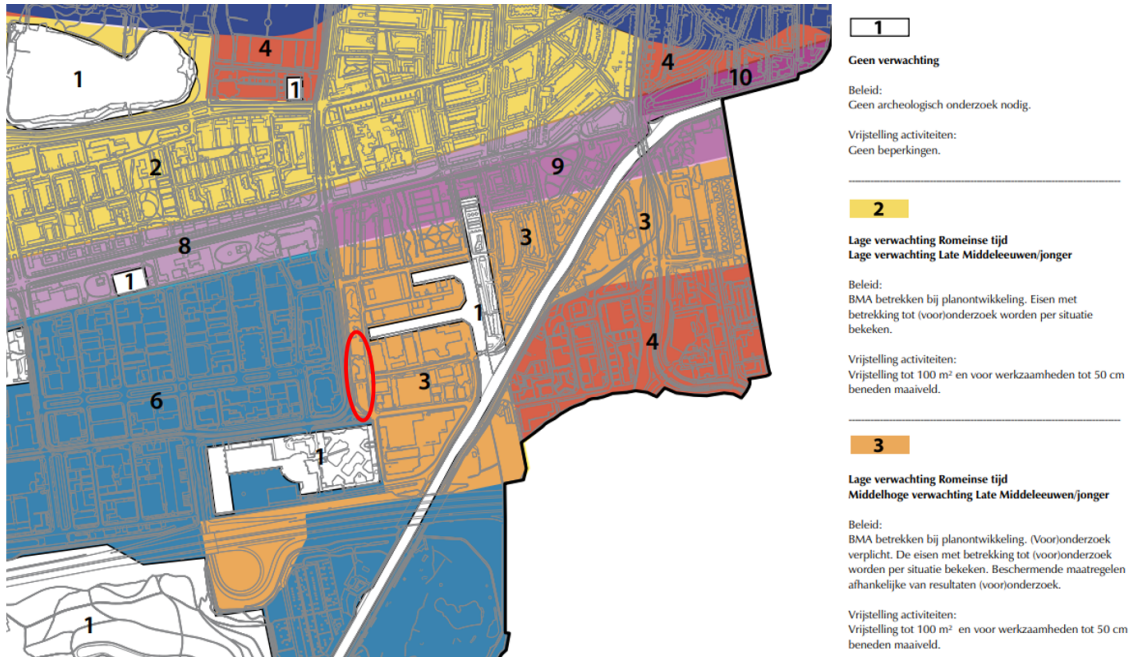 4
1
1
4
10
2
9
3
3
8
1
1
4
3
6
1
1
1
Geen verwachting
Beleid:
Geen archeologisch onderzoek nodig.
Vrijstelling activiteiten:
Geen beperkingen.
2
Lage verwachting Romeinse tijd
Lage verwachting Late Middeleeuwen/jonger
Beleid:
BMA betrekken bij planontwikkeling. Eisen met
betrekking tot (voor)onderzoek worden per situatie
bekeken.
Vrijstelling activiteiten:
Vrijstelling tot 100 m² en voor werkzaamheden tot 50 cm
beneden maaiveld.
3
Lage verwachting Romeinse tijd
Middelhoge verwachting Late Middeleeuwen/jonger
Beleid:
BMA betrekken bij planontwikkeling. (Voor)onderzoek
verplicht. De eisen met betrekking tot (voor)onderzoek
worden per situatie bekeken. Beschermende maatregelen
afhankelijke van resultaten (voor)onderzoek.
Vrijstelling activiteiten:
Vrijstelling tot 100 m² en voor werkzaamheden tot 50 cm
beneden maaiveld.